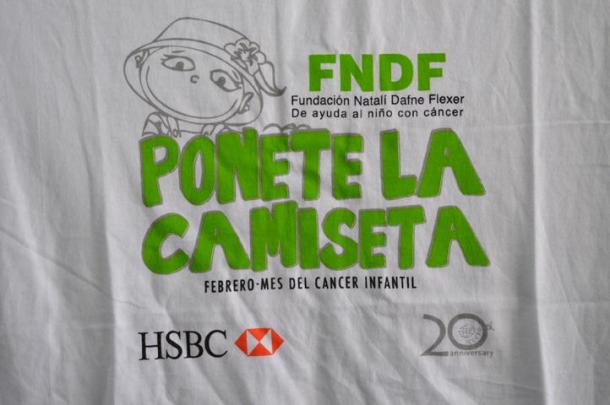 FNDF
Fundación Natalí Dafne Flexer
De ayuda al niño con cáncer
PONETE LA
CAMISETA
FEBRERO-MES DEL CANCER INFANTIL
HSBC
20
anniversary